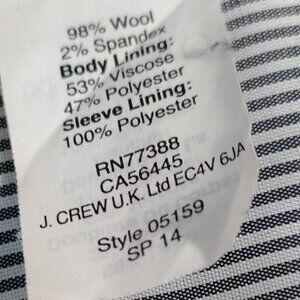 98% Wool
2% Spandex
Body Lining:
53% Viscose
47% Polyester
Sleeve Lining:
100% Polyester
RN77388
CA56445
J. CREW U.K. Ltd EC4V 6JA
Style 05159
SP 14